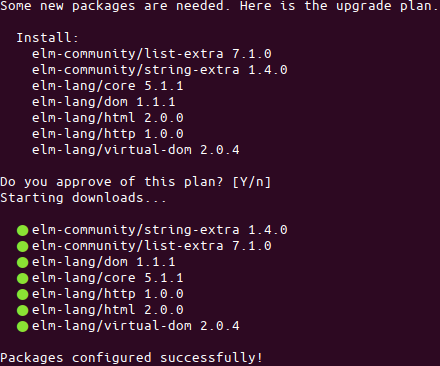 Some new packages are needed. Here is the upgrade plan.
Install:
elm-community/list-extra 7.1.0
elm-community/string-extra 1.4.0
elm-lang/core 5.1.1
elm-lang/dom 1.1.1
elm-lang/html 2.0.0
elm-lang/http 1.0.0
elm-lang/virtual-dom 2.0.4
Do you approve of this plan? [Y/n]
Starting downloads...
elm-community/string-extra 1.4.0
elm-community/list-extra 7.1.0
elm-lang/dom 1.1.1
elm-lang/core 5.1.1
elm-lang/http 1.0.0
elm-lang/html 2.0.0
elm-lang/virtual-dom 2.0.4
Packages configured successfully!